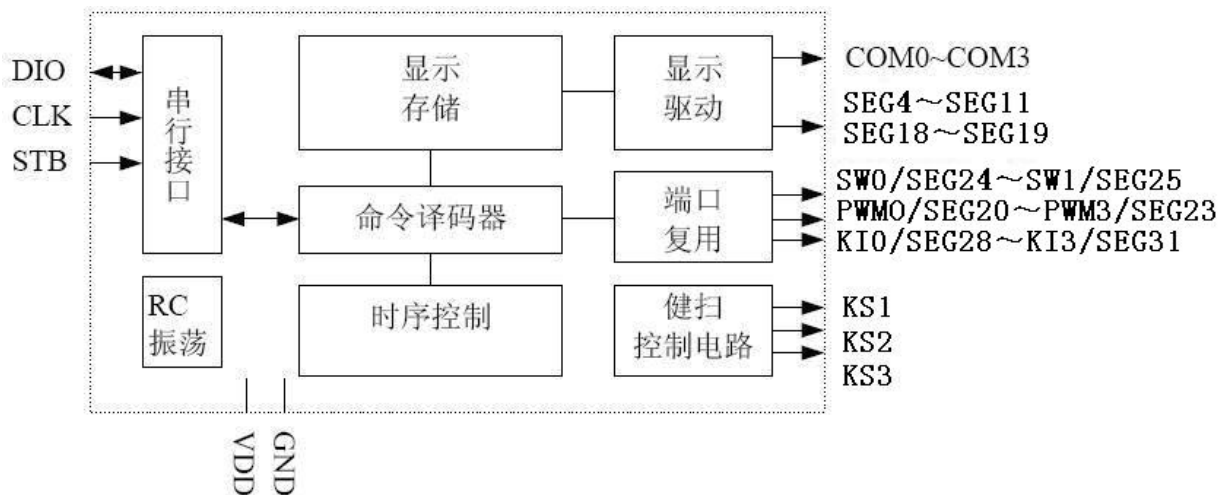 DIO
CLK
STB
串
行
接
口
显示
存储
显示
驱动
COM0~COM3
SEG4～SEG11
SEG18～SEG19
命令译码器
端口
复用
SW0/SEG24～SW1/SEG25
PWM0/SEG20～PWM3/SEG23
KI0/SEG28～KI3/SEG31
RC
振荡
时序控制
健扫
控制电路
KS1
KS2
KS3
VDD
GND